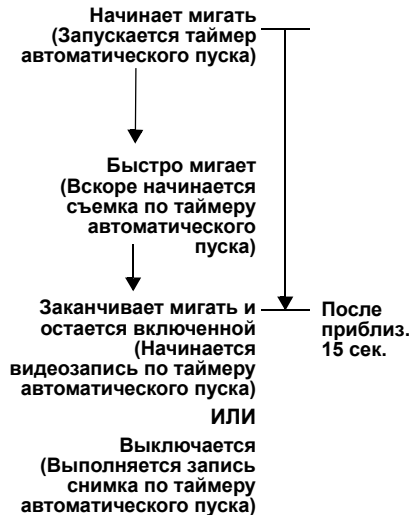 Начинает мигать
(Запускается таймер
автоматического пуска)
Быстро мигает
(Вскоре начинается
съемка по таймеру
автоматического
пуска)
Заканчивает мигать и
остается включенной
(Начинается
видеозапись по таймеру
автоматического пуска)
После
приблиз.
15 сек.
ИЛИ
Выключается
(Выполняется запись
снимка по таймеру
автоматического пуска)